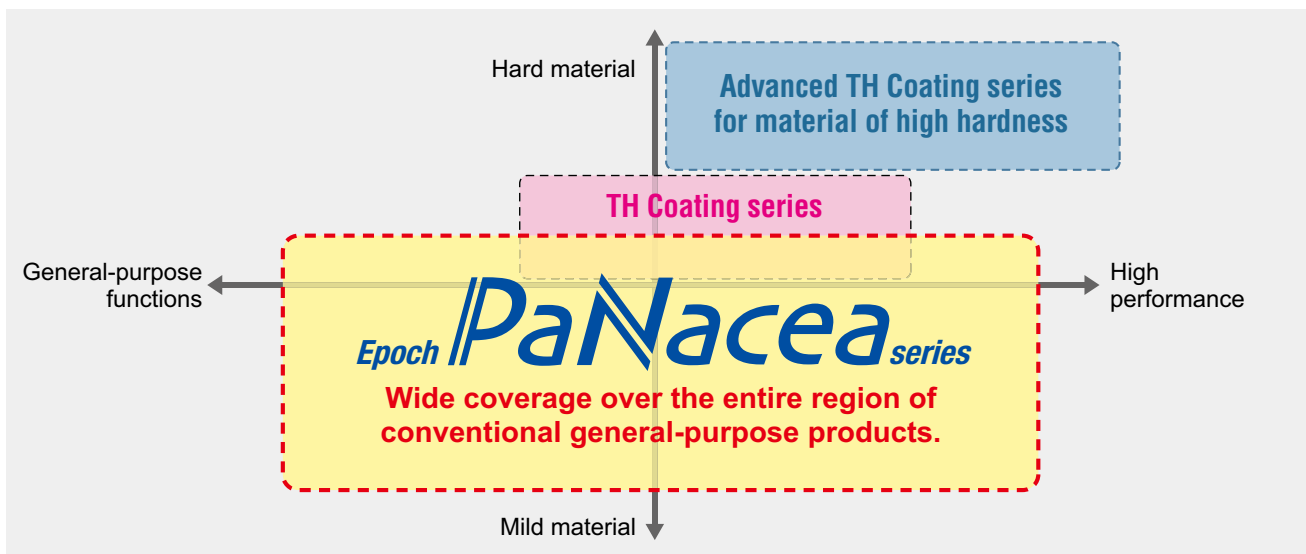 Hard material
Advanced TH Coating series
for material of high hardness
TH Coating series
General-purpose
functions
High
performance
Epoch PaNacea series
Wide coverage over the entire region of
conventional general-purpose products.
Mild material